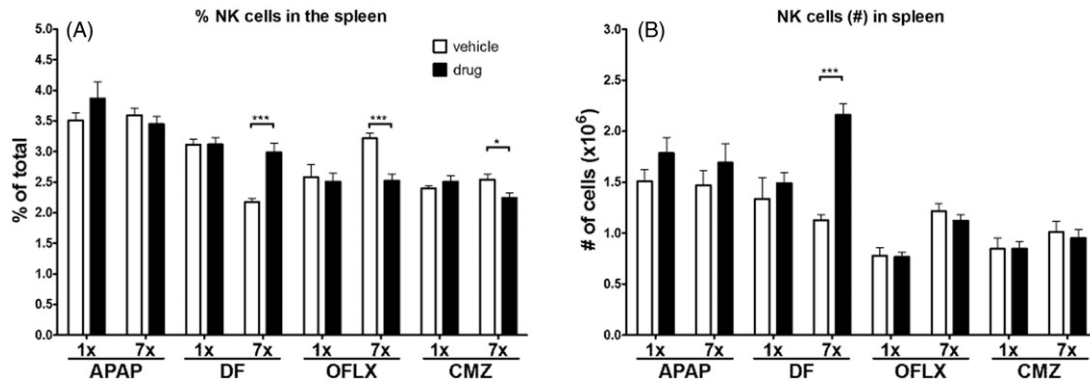 % NK cells in the spleen
(A)
vehicle
drug
% of total
5.0
4.5
4.0
3.5
3.0
2.5
2.0
1.5
1.0
0.5
0.0
***
***
*
1x 7x 1x 7x 1x 7x 1x 7x
APAP DF OFLX CMZ
NK cells (#) in spleen
(B)
# of cells (x10⁶)
3.0
2.5
2.0
1.5
1.0
0.5
0.0
***
1x 7x 1x 7x 1x 7x 1x 7x
APAP DF OFLX CMZ